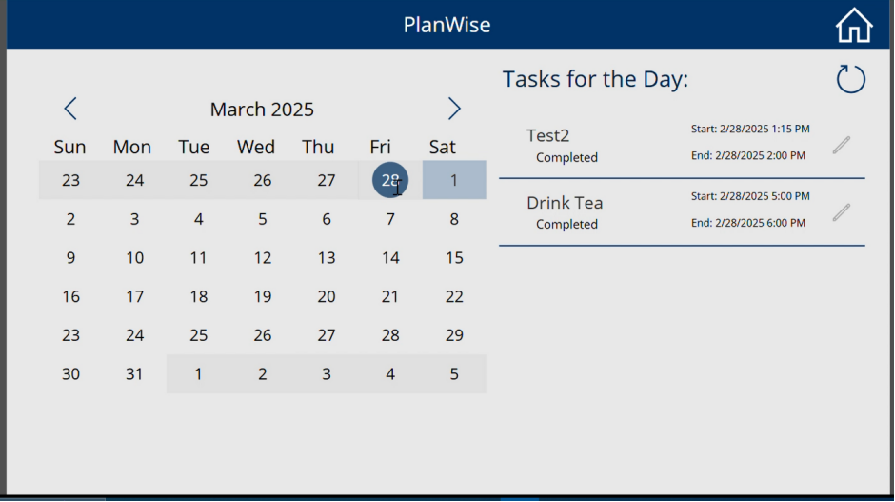 PlanWise
March 2025
Sun Mon Tue Wed Thu Fri Sat
23 24 25 26 27 28 1
2 3 4 5 6 7 8
9 10 11 12 13 14 15
16 17 18 19 20 21 22
23 24 25 26 27 28 29
30 31 1 2 3 4 5
Tasks for the Day:
Test2
Completed
Start: 2/28/2025 1:15 PM
End: 2/28/2025 2:00 PM
Drink Tea
Completed
Start: 2/28/2025 5:00 PM
End: 2/28/2025 6:00 PM